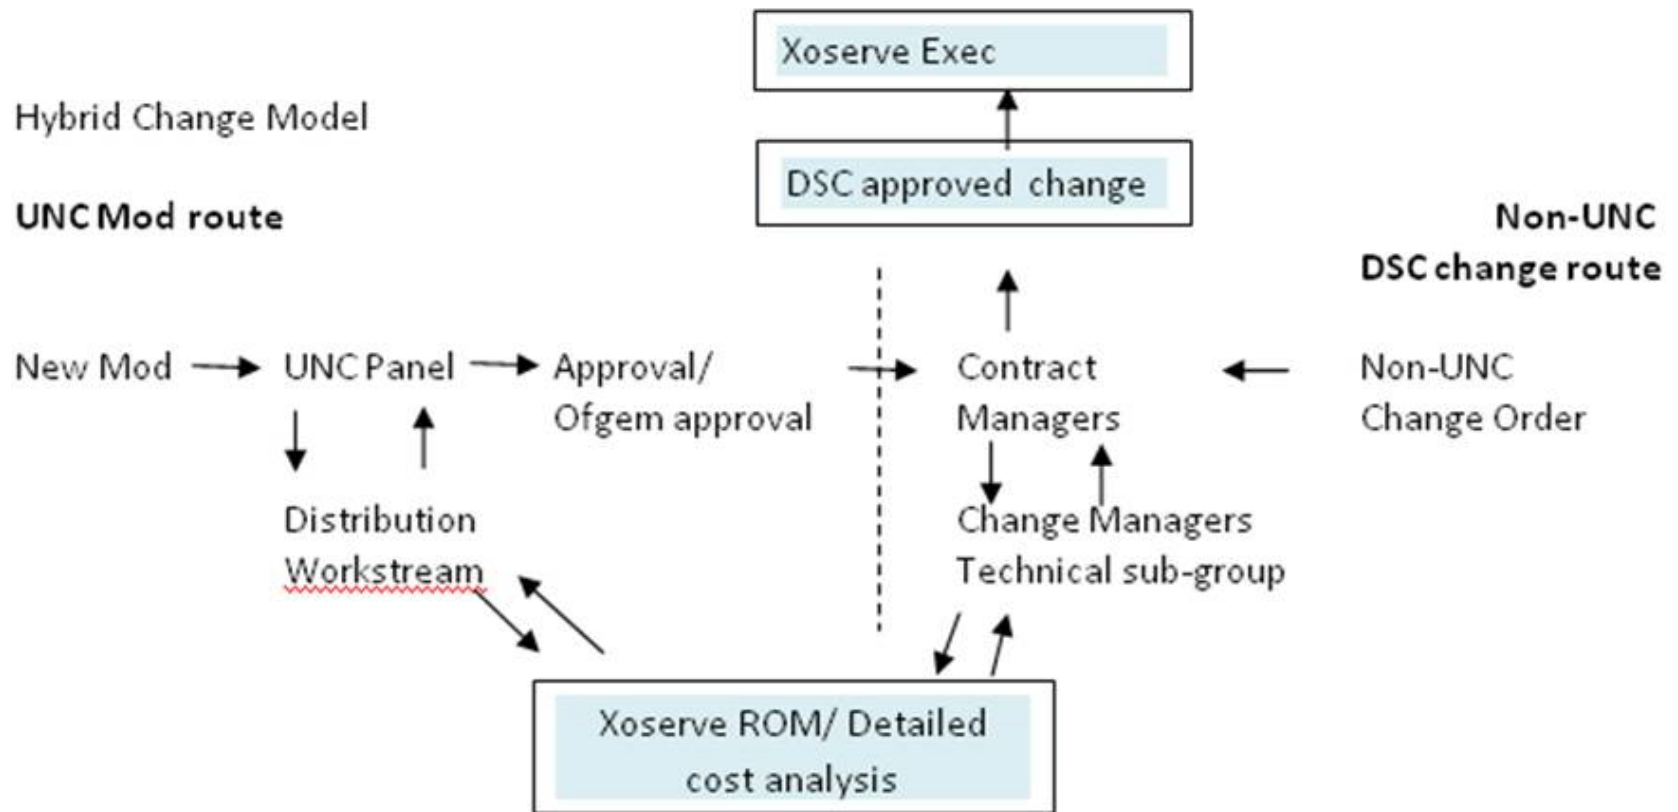 Xoserve Exec
Hybrid Change Model
DSC approved change
UNC Mod route
Non-UNC
DSC change route
New Mod
UNC Panel
Approval/
Ofgem approval
Contract
Managers
Non-UNC
Change Order
Distribution
Workstream
Change Managers
Technical sub-group
Xoserve ROM/ Detailed
cost analysis